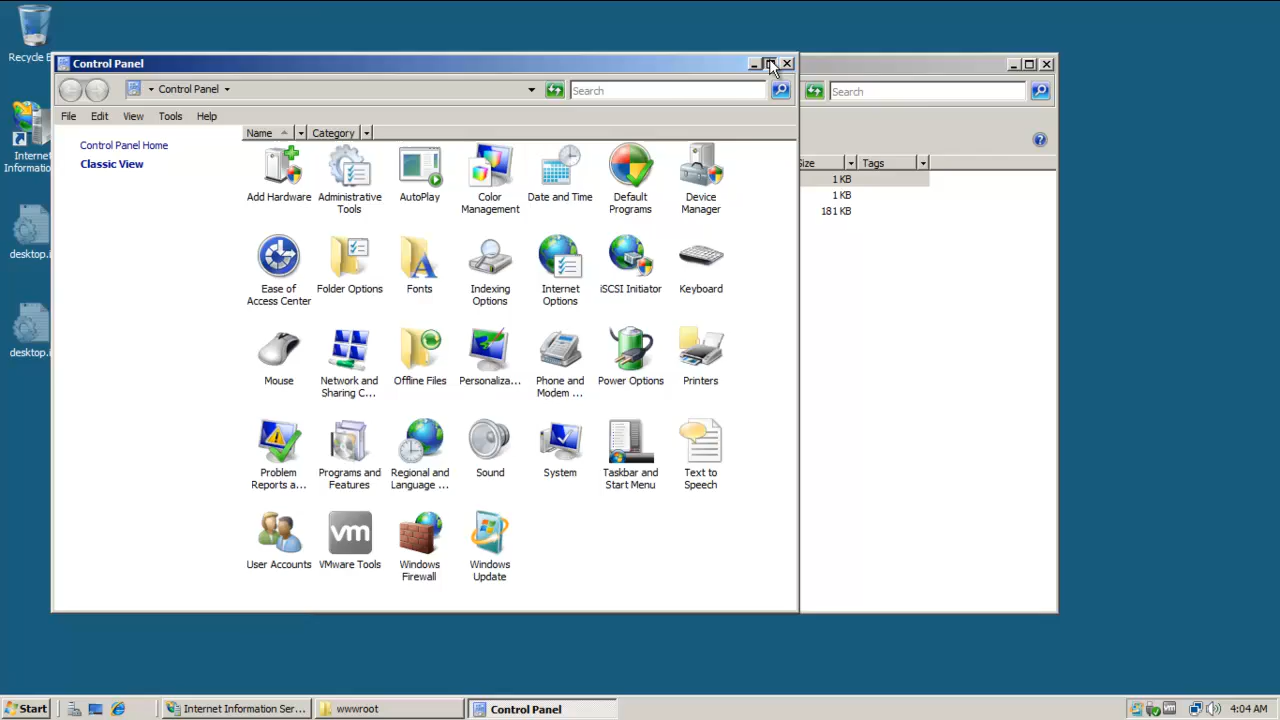 Recycle B
Control Panel
Control Panel
Search
Search
File Edit View Tools Help
Name Category
Size Tags
Control Panel Home
Classic View
1 KB
1 KB
181 KB
Add Hardware
Administrative
Tools
AutoPlay
Color
Management
Date and Time
Default
Programs
Device
Manager
Internet
Informatio
desktop.i
desktop.i
Ease of
Access Center
Folder Options
Fonts
Indexing
Options
Internet
Options
iSCSI Initiator
Keyboard
Mouse
Network and
Sharing C...
Offline Files
Personaliza...
Phone and
Modem ...
Power Options
Printers
Problem
Reports a...
Programs and
Features
Regional and
Language ...
Sound
System
Taskbar and
Start Menu
Text to
Speech
User Accounts
vm
VMware Tools
Windows
Firewall
Windows
Update
Start
Internet Information Ser...
wwwroot
Control Panel
vm
4:04 AM